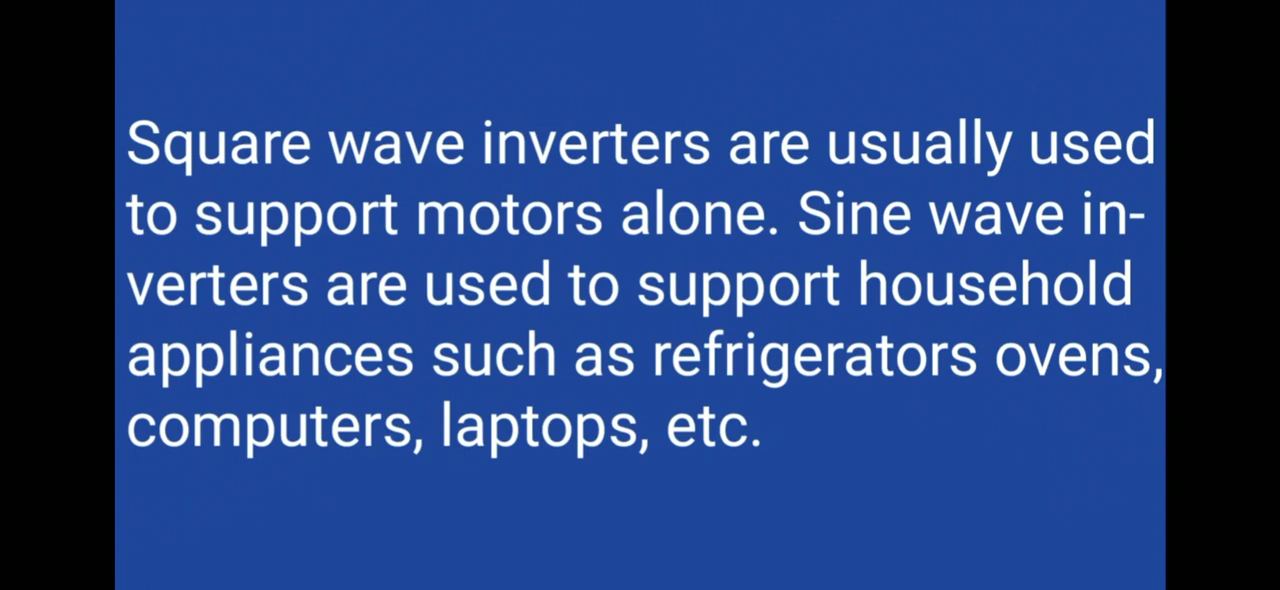 Square wave inverters are usually used
to support motors alone. Sine wave in-
verters are used to support household
appliances such as refrigerators ovens,
computers, laptops, etc.